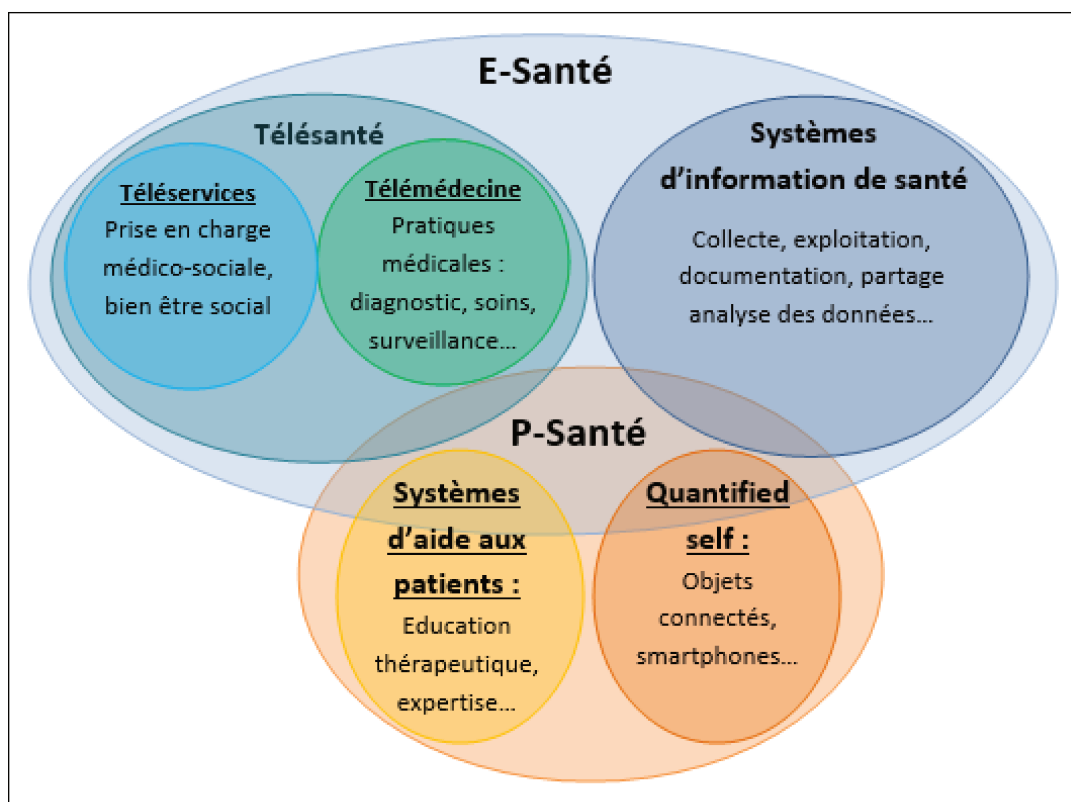 E-Santé
Télésanté
Téléservices
Prise en charge
médico-sociale,
bien être social
Télémédecine
Pratiques
médicales :
diagnostic, soins,
surveillance...
Systèmes
d'information de santé
Collecte, exploitation,
documentation, partage
analyse des données...
P-Santé
Systèmes
d'aide aux
patients :
Education
thérapeutique,
expertise...
Quantified
self :
Objets
connectés,
smartphones...